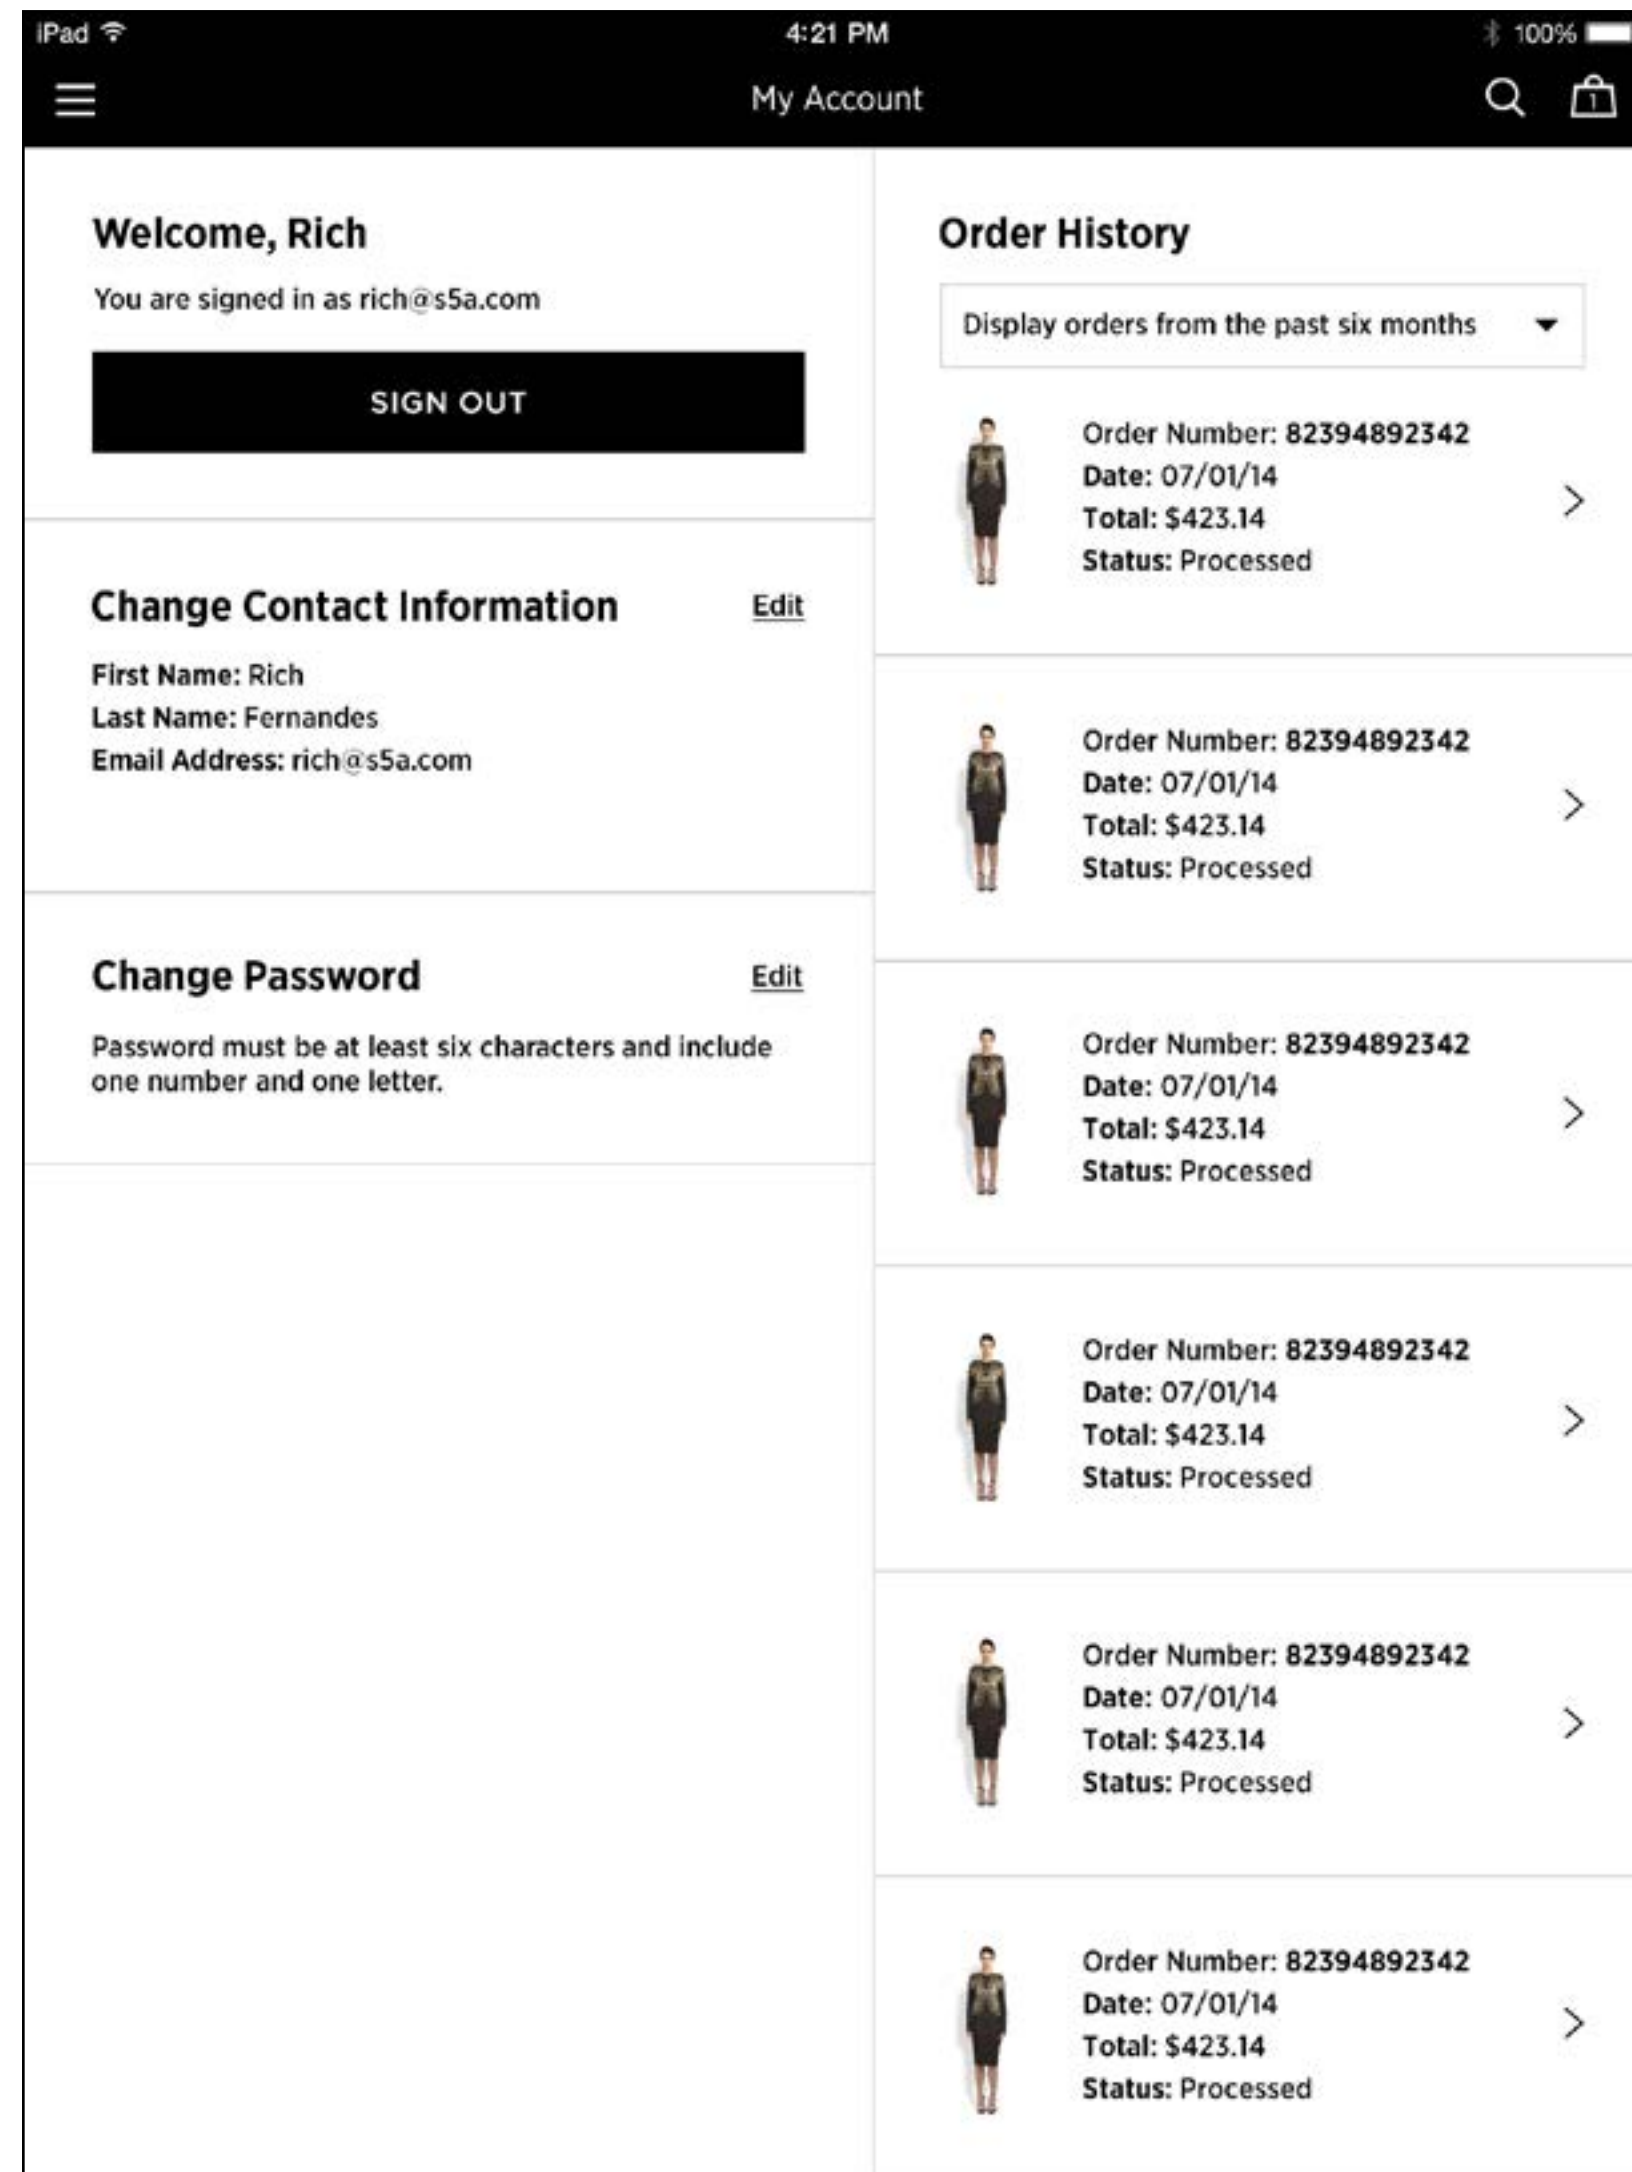 iPad 4:21 PM 100%
My Account 1
Welcome, Rich
You are signed in as rich@s5a.com
SIGN OUT
Change Contact Information Edit
First Name: Rich
Last Name: Fernandes
Email Address: rich@s5a.com
Change Password Edit
Password must be at least six characters and include
one number and one letter.
Order History
Display orders from the past six months
Order Number: 82394892342
Date: 07/01/14
Total: $423.14
Status: Processed
Order Number: 82394892342
Date: 07/01/14
Total: $423.14
Status: Processed
Order Number: 82394892342
Date: 07/01/14
Total: $423.14
Status: Processed
Order Number: 82394892342
Date: 07/01/14
Total: $423.14
Status: Processed
Order Number: 82394892342
Date: 07/01/14
Total: $423.14
Status: Processed
Order Number: 82394892342
Date: 07/01/14
Total: $423.14
Status: Processed